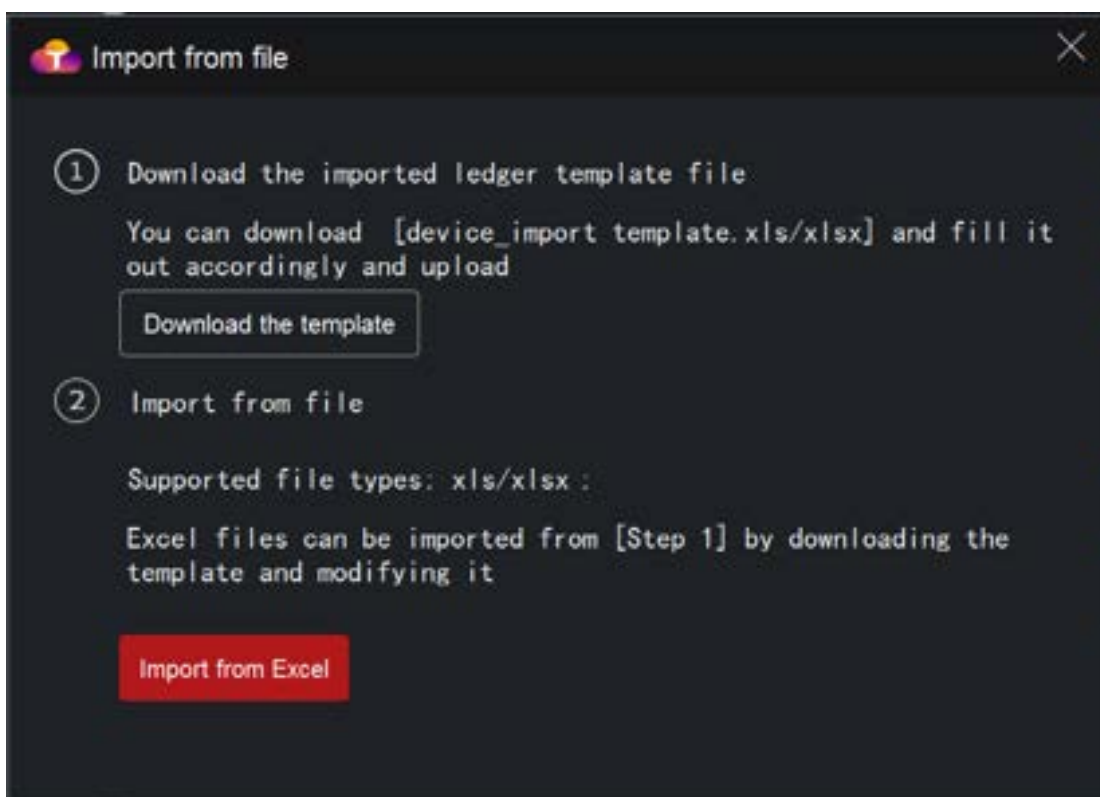 Import from file
1 Download the imported ledger template file
You can download [device_import template.xls/xlsx] and fill it
out accordingly and upload
Download the template
2 Import from file
Supported file types: xls/xlsx :
Excel files can be imported from [Step 1] by downloading the
template and modifying it
Import from Excel